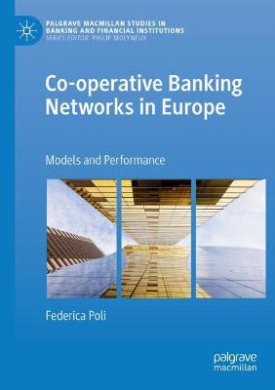 PALGRAVE MACMILLAN STUDIES IN
BANKING AND FINANCIAL INSTITUTIONS
SERIES EDITOR: PHILIP MOLYNEUX
Co-operative Banking
Networks in Europe
Models and Performance
Federica Poli
palgrave
macmillan